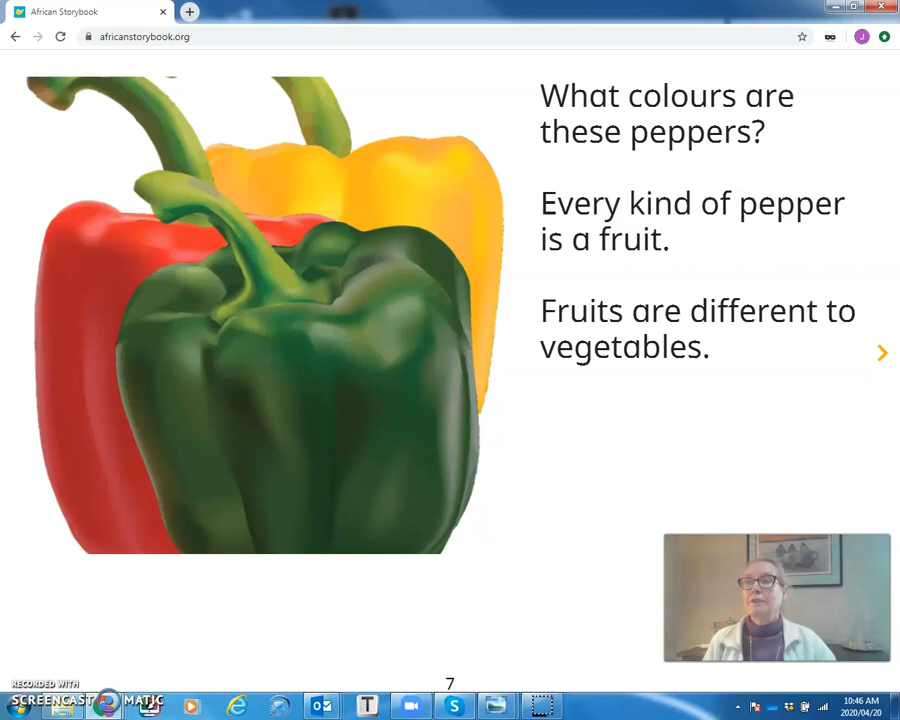 African Storybook
africanstorybook.org
J
What colours are
these peppers?
Every kind of pepper
is a fruit.
Fruits are different to
vegetables.
7
RECORDED WITH
SCREENCAST MATIC
10:46 AM
2020/04/20